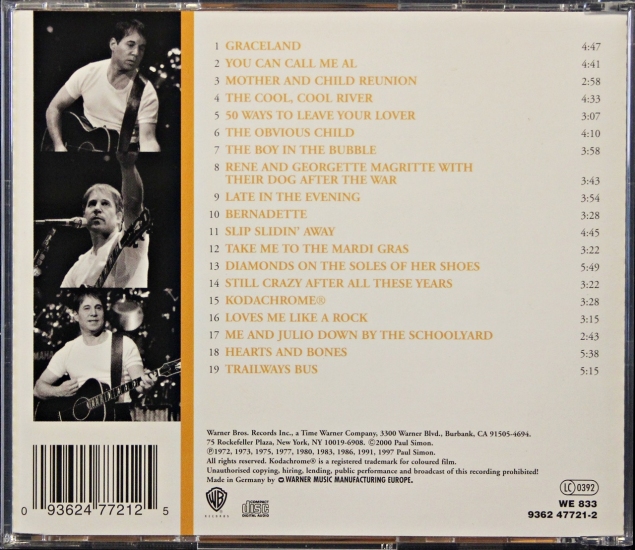 1 GRACELAND 4:47
2 YOU CAN CALL ME AL 4:41
3 MOTHER AND CHILD REUNION 2:58
4 THE COOL, COOL RIVER 4:33
5 50 WAYS TO LEAVE YOUR LOVER 3:07
6 THE OBVIOUS CHILD 4:10
7 THE BOY IN THE BUBBLE 3:58
8 RENE AND GEORGETTE MAGRITTE WITH
THEIR DOG AFTER THE WAR 3:43
9 LATE IN THE EVENING 3:54
10 BERNADETTE 3:28
11 SLIP SLIDIN' AWAY 4:45
12 TAKE ME TO THE MARDI GRAS 3:22
13 DIAMONDS ON THE SOLES OF HER SHOES 5:49
14 STILL CRAZY AFTER ALL THESE YEARS 3:22
15 KODACHROME® 3:28
16 LOVES ME LIKE A ROCK 3:15
17 ME AND JULIO DOWN BY THE SCHOOLYARD 2:43
18 HEARTS AND BONES 5:38
19 TRAILWAYS BUS 5:15
Warner Bros. Records Inc., a Time Warner Company, 3300 Warner Blvd., Burbank, CA 91505-4694.
75 Rockefeller Plaza, New York, NY 10019-6908. ©2000 Paul Simon.
℗1972, 1973, 1975, 1977, 1980, 1983, 1986, 1991, 1997 Paul Simon.
All rights reserved. Kodachrome® is a registered trademark for coloured film.
Unauthorised copying, hiring, lending, public performance and broadcast of this recording prohibited!
Made in Germany by WARNER MUSIC MANUFACTURING EUROPE.
0 93624 77212 5
WB
RECORDS
COMPACT
disc
DIGITAL AUDIO
LC 0392
WE 833
9362 47721-2